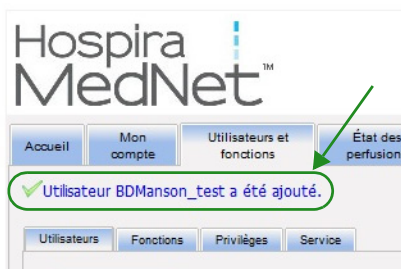 Hospira
MedNet™
Accueil
Mon
compte
Utilisateurs et
fonctions
État des
perfusion
Utilisateur BDManson_test a été ajouté.
Utilisateurs
Fonctions
Privilèges
Service